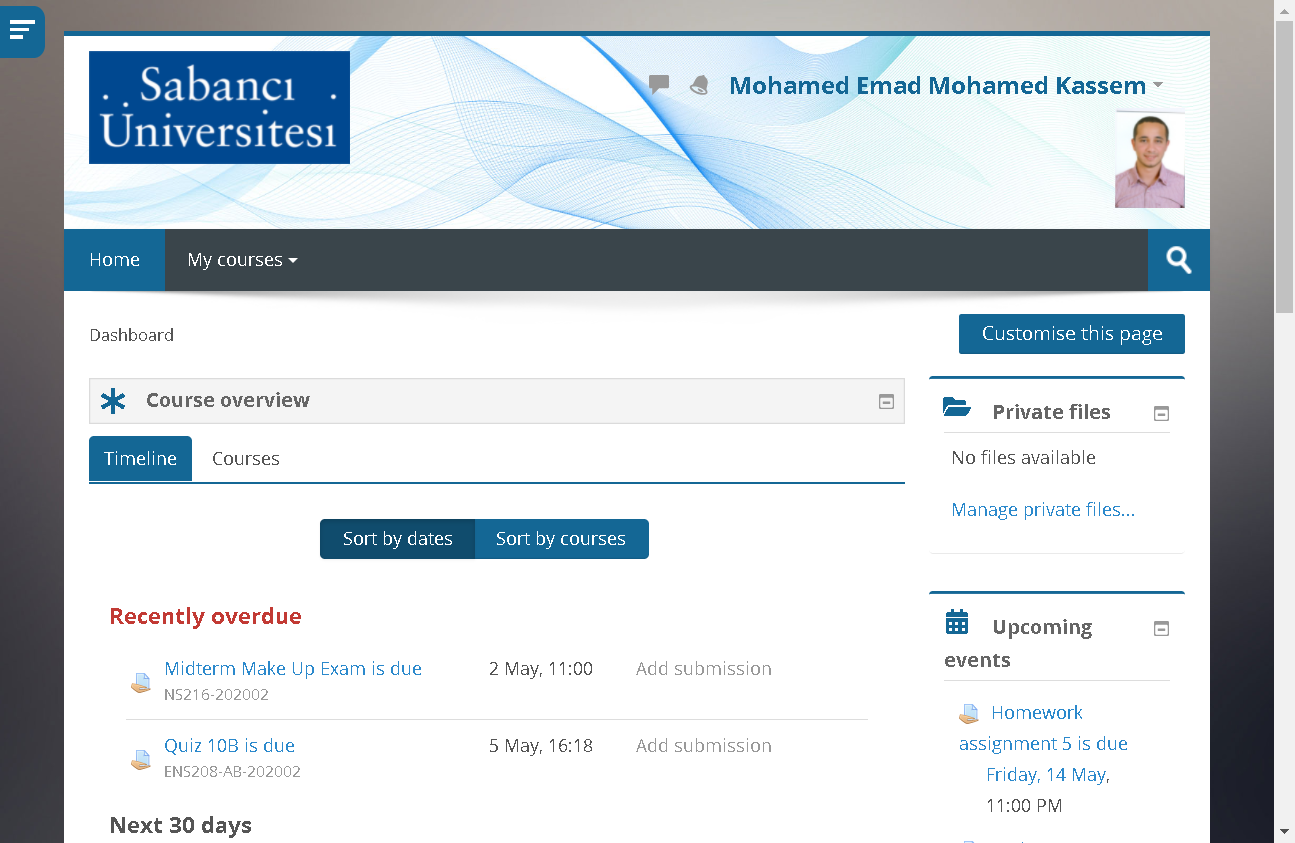 Sabancı
Üniversitesi
Mohamed Emad Mohamed Kassem
Home
My courses
Dashboard
Customise this page
Course overview
Timeline
Courses
Sort by dates
Sort by courses
Recently overdue
Midterm Make Up Exam is due
2 May, 11:00
Add submission
NS216-202002
Quiz 10B is due
5 May, 16:18
Add submission
ENS208-AB-202002
Next 30 days
Private files
No files available
Manage private files...
Upcoming
events
Homework
assignment 5 is due
Friday, 14 May,
11:00 PM